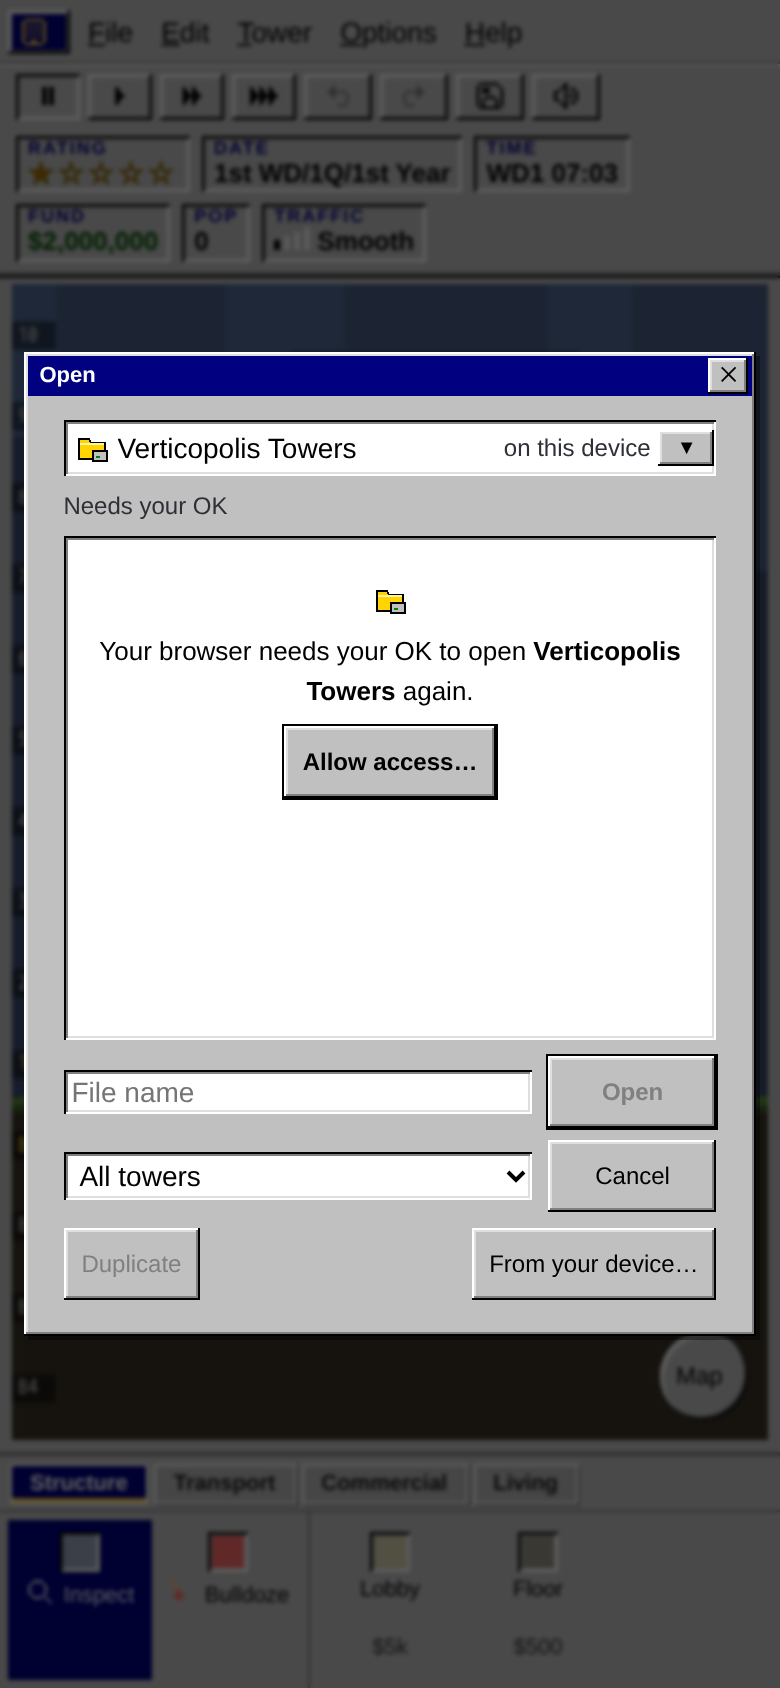 File Edit Tower Options Help
RATING DATE TIME
1st WD/1Q/1st Year WD1 07:03
FUND POP TRAFFIC
$2,000,000 0 Smooth
10
Open
Verticopolis Towers on this device
Needs your OK
Your browser needs your OK to open Verticopolis
Towers again.
Allow access...
File name Open
All towers Cancel
Duplicate From your device...
Map
Structure Transport Commercial Living
Inspect Bulldoze Lobby Floor
$5k $500